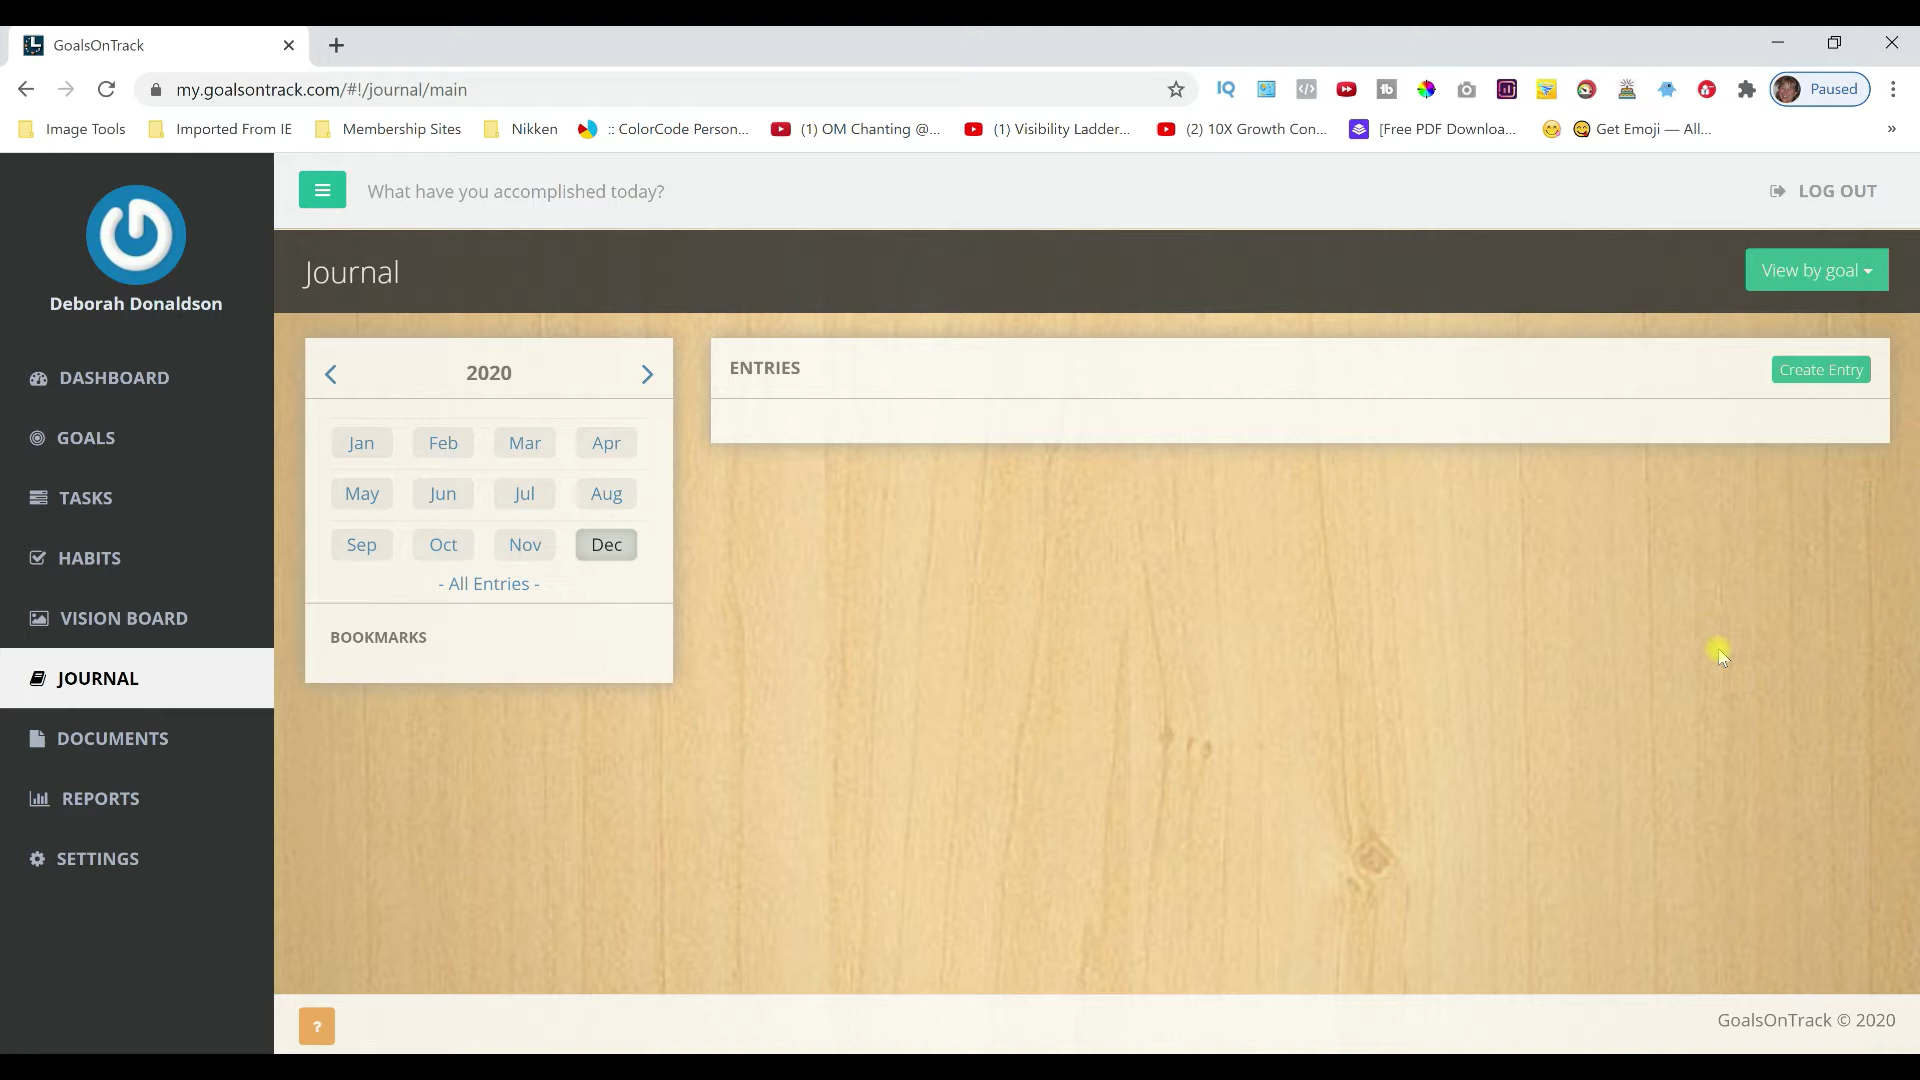 GoalsOnTrack
my.goalsontrack.com/#!/journal/main
IQ
Paused
Image Tools
Imported From IE
Membership Sites
Nikken
:: ColorCode Person...
(1) OM Chanting @...
(1) Visibility Ladder...
(2) 10X Growth Con...
[Free PDF Downloa...
Get Emoji — All...
»
What have you accomplished today?
LOG OUT
Deborah Donaldson
DASHBOARD
GOALS
TASKS
HABITS
VISION BOARD
JOURNAL
DOCUMENTS
REPORTS
SETTINGS
Journal
View by goal
2020
Jan Feb Mar Apr
May Jun Jul Aug
Sep Oct Nov Dec
- All Entries -
BOOKMARKS
ENTRIES
Create Entry
?
GoalsOnTrack © 2020